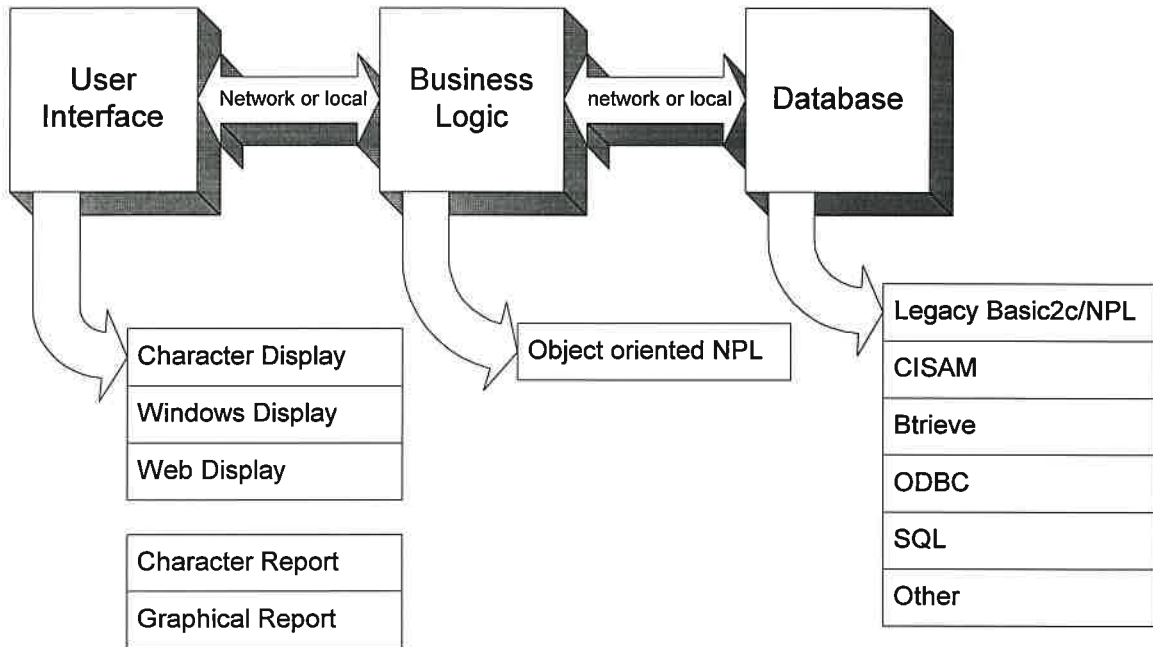 User
Interface
Network or local
Business
Logic
network or local
Database
Character Display
Windows Display
Web Display
Character Report
Graphical Report
Object oriented NPL
Legacy Basic2c/NPL
CISAM
Btrieve
ODBC
SQL
Other